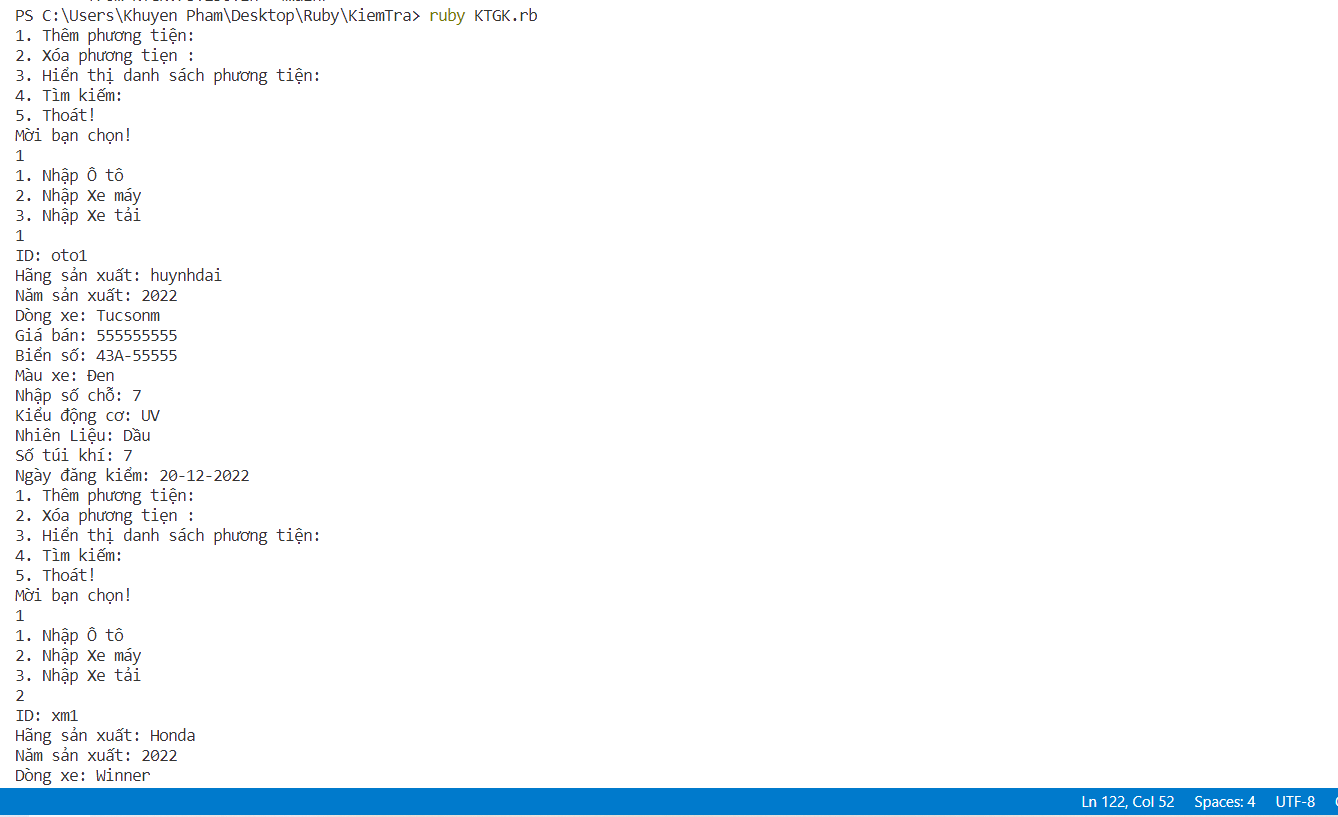 PS C:\Users\Khuyen Pham\Desktop\Ruby\KiemTra> ruby KTGK.rb
1. Thêm phương tiện:
2. Xóa phương tiẹn :
3. Hiển thị danh sách phương tiện:
4. Tìm kiếm:
5. Thoát!
Mời bạn chọn!
1
1. Nhập Ô tô
2. Nhập Xe máy
3. Nhập Xe tải
1
ID: oto1
Hãng sản xuất: huynhdai
Năm sản xuất: 2022
Dòng xe: Tucsonm
Giá bán: 555555555
Biển số: 43A-55555
Màu xe: Đen
Nhập số chỗ: 7
Kiểu động cơ: UV
Nhiên Liệu: Dầu
Số túi khí: 7
Ngày đăng kiểm: 20-12-2022
1. Thêm phương tiện:
2. Xóa phương tiẹn :
3. Hiển thị danh sách phương tiện:
4. Tìm kiếm:
5. Thoát!
Mời bạn chọn!
1
1. Nhập Ô tô
2. Nhập Xe máy
3. Nhập Xe tải
2
ID: xm1
Hãng sản xuất: Honda
Năm sản xuất: 2022
Dòng xe: Winner
Ln 122, Col 52 Spaces: 4 UTF-8